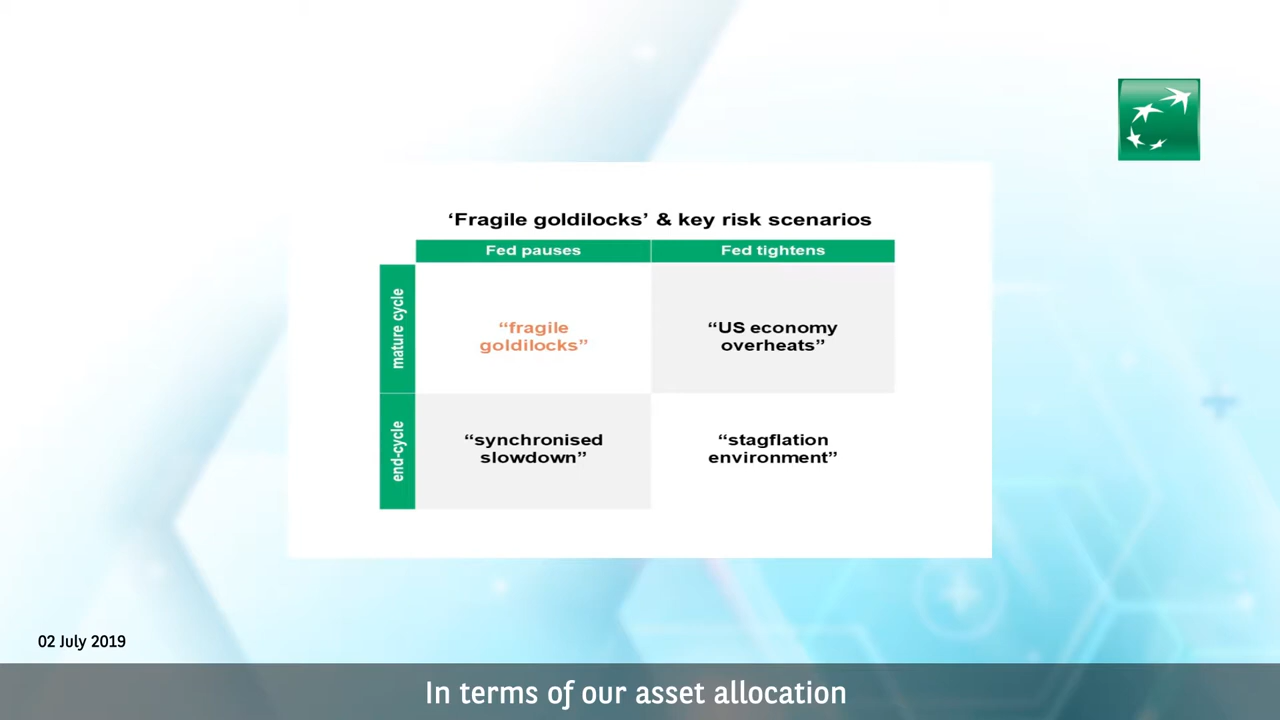 ‘Fragile goldilocks’ & key risk scenarios
Fed pauses
Fed tightens
mature cycle
“fragile
goldilocks”
“US economy
overheats”
end-cycle
“synchronised
slowdown”
“stagflation
environment”
02 July 2019
In terms of our asset allocation